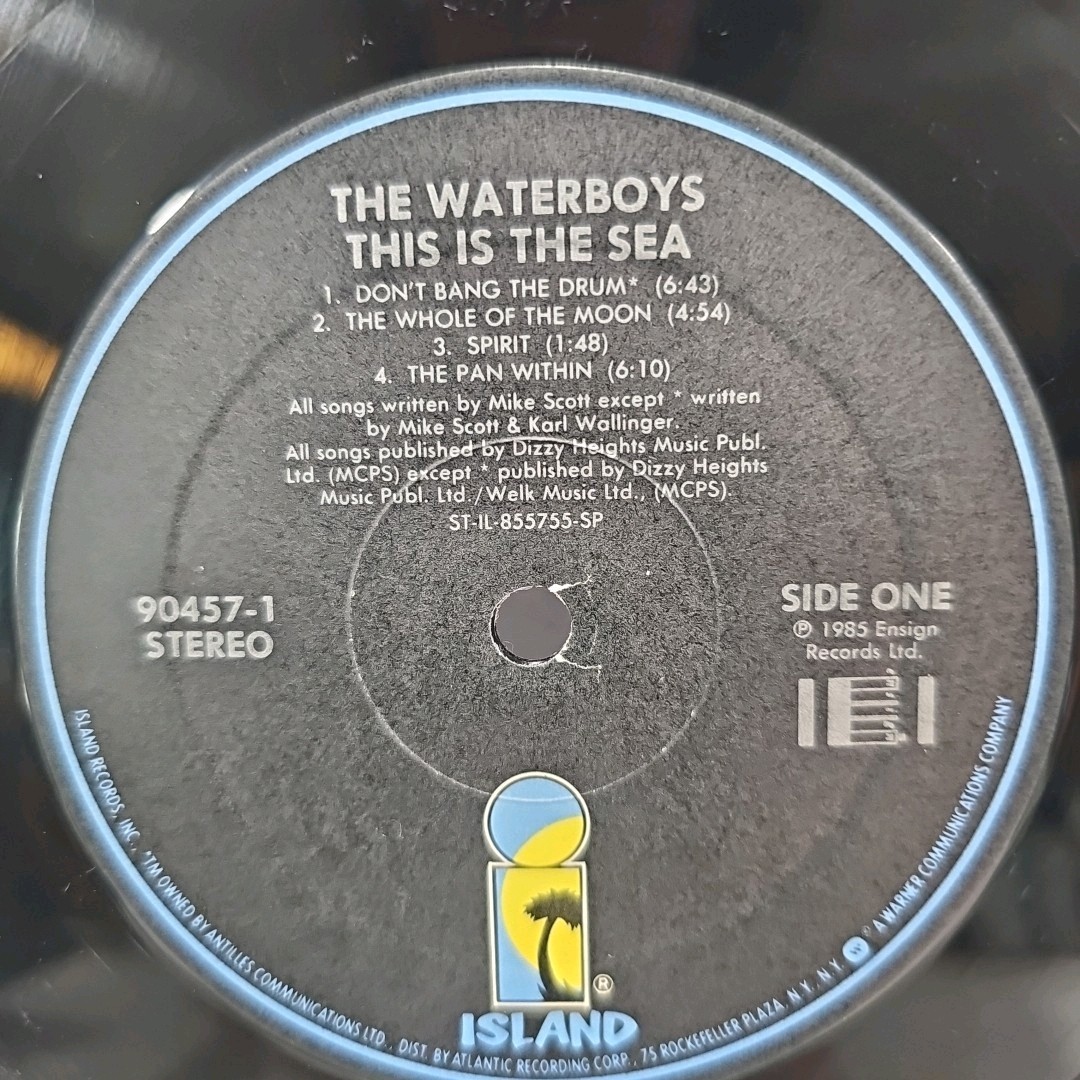 THE WATERBOYS
THIS IS THE SEA
1. DON'T BANG THE DRUM* (6:43)
2. THE WHOLE OF THE MOON (4:54)
3. SPIRIT (1:48)
4. THE PAN WITHIN (6:10)
All songs written by Mike Scott except * written
by Mike Scott & Karl Wallinger.
All songs published by Dizzy Heights Music Publ.
Ltd. (MCPS) except * published by Dizzy Heights
Music Publ. Ltd./Welk Music Ltd., (MCPS).
ST-IL-855755-SP
90457-1
STEREO
SIDE ONE
℗ 1985 Ensign
Records Ltd.
®
ISLAND
ISLAND RECORDS, INC., *TM OWNED BY ANTILLES COMMUNICATIONS LTD., DIST. BY ATLANTIC RECORDING CORP., 75 ROCKEFELLER PLAZA, N.Y., N.Y. A WARNER COMMUNICATIONS COMPANY